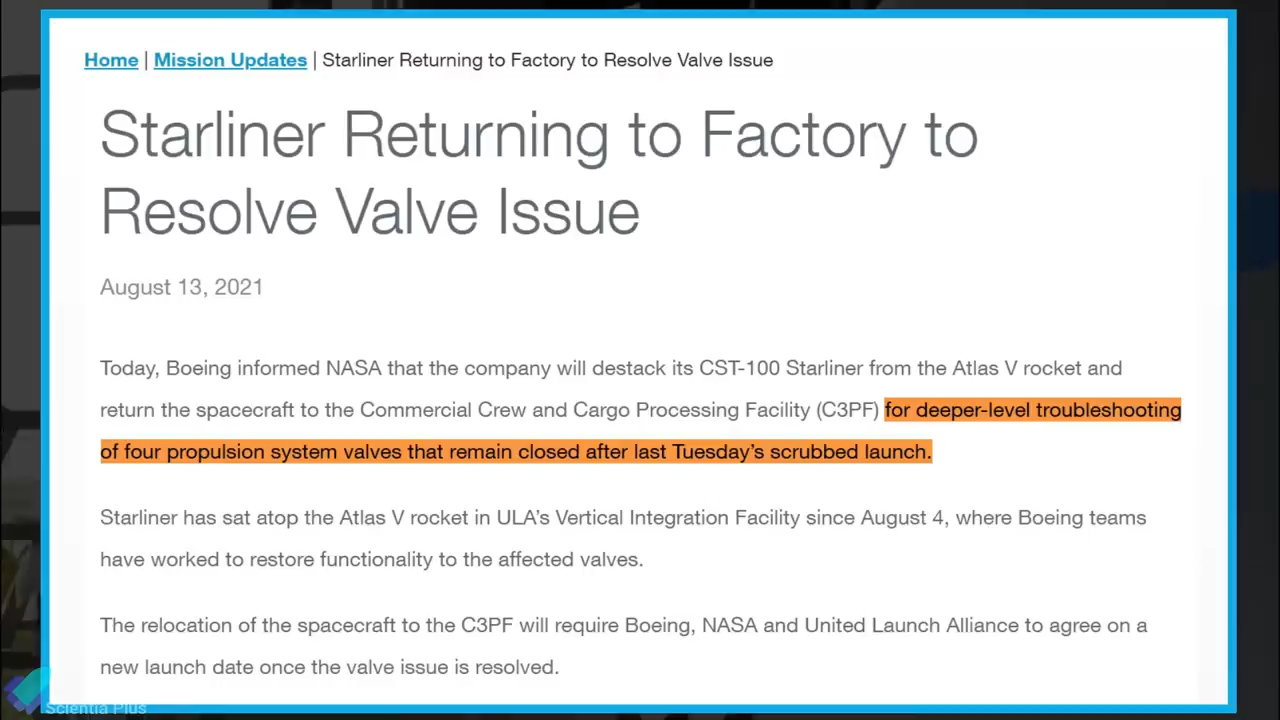 Home | Mission Updates | Starliner Returning to Factory to Resolve Valve Issue
Starliner Returning to Factory to
Resolve Valve Issue
August 13, 2021
Today, Boeing informed NASA that the company will destack its CST-100 Starliner from the Atlas V rocket and
return the spacecraft to the Commercial Crew and Cargo Processing Facility (C3PF) for deeper-level troubleshooting
of four propulsion system valves that remain closed after last Tuesday’s scrubbed launch.
Starliner has sat atop the Atlas V rocket in ULA’s Vertical Integration Facility since August 4, where Boeing teams
have worked to restore functionality to the affected valves.
The relocation of the spacecraft to the C3PF will require Boeing, NASA and United Launch Alliance to agree on a
new launch date once the valve issue is resolved.
Scientia Plus